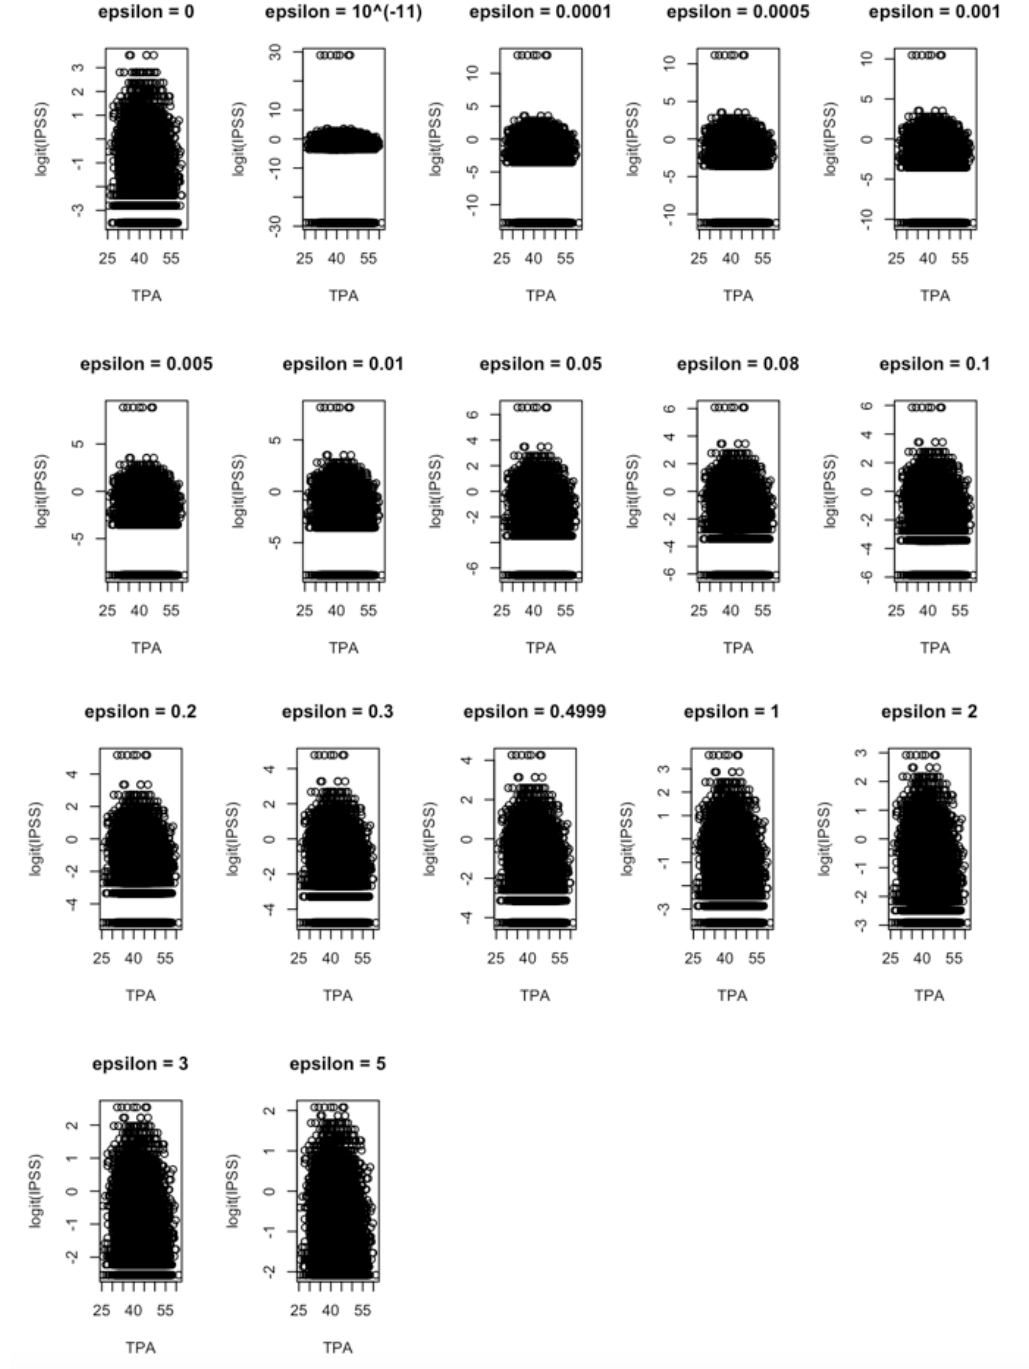 epsilon = 0 epsilon = 10^(-11) epsilon = 0.0001 epsilon = 0.0005 epsilon = 0.001
logit(IPSS) logit(IPSS) logit(IPSS) logit(IPSS) logit(IPSS)
3 2 1 -1 -3
30 10 0 -10 -30
10 5 0 -5 -10
10 5 0 -5 -10
10 5 0 -5 -10
25 40 55 25 40 55 25 40 55 25 40 55 25 40 55
TPA TPA TPA TPA TPA
epsilon = 0.005 epsilon = 0.01 epsilon = 0.05 epsilon = 0.08 epsilon = 0.1
logit(IPSS) logit(IPSS) logit(IPSS) logit(IPSS) logit(IPSS)
5 0 -5
5 0 -5
6 4 2 0 -2 -6
6 4 2 0 -2 -4 -6
6 4 2 0 -2 -4 -6
25 40 55 25 40 55 25 40 55 25 40 55 25 40 55
TPA TPA TPA TPA TPA
epsilon = 0.2 epsilon = 0.3 epsilon = 0.4999 epsilon = 1 epsilon = 2
logit(IPSS) logit(IPSS) logit(IPSS) logit(IPSS) logit(IPSS)
4 2 0 -2 -4
4 2 0 -2 -4
4 2 0 -2 -4
3 2 1 -1 -3
3 2 1 0 -1 -2 -3
25 40 55 25 40 55 25 40 55 25 40 55 25 40 55
TPA TPA TPA TPA TPA
epsilon = 3 epsilon = 5
logit(IPSS) logit(IPSS)
2 1 0 -1 -2
2 1 0 -1 -2
25 40 55 25 40 55
TPA TPA